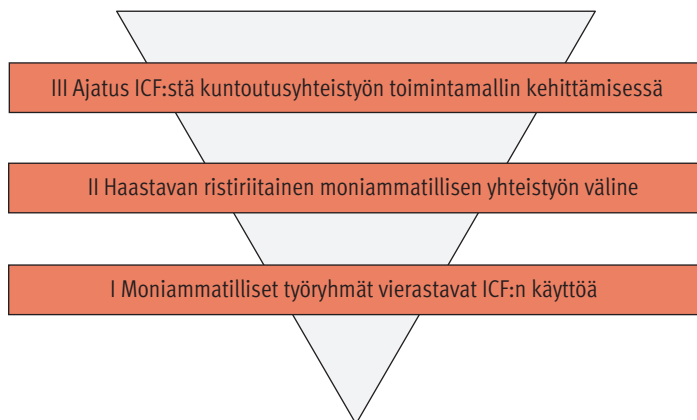 III Ajatus ICF:stä kuntoutusyhteistyön toimintamallin kehittämisessä
II Haastavan ristiriitainen moniammatillisen yhteistyön väline
I Moniammatilliset työryhmät vierastavat ICF:n käyttöä